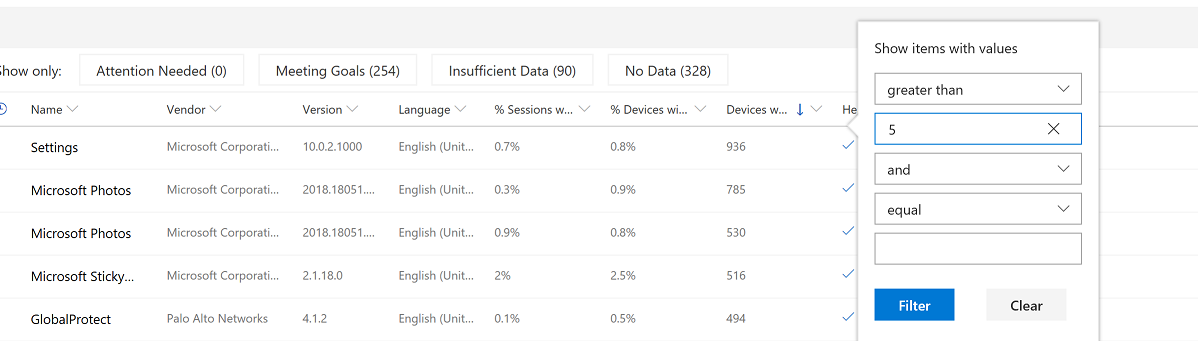 Show items with values
greater than
5
and
equal
Filter Clear
Show only: Attention Needed (0) Meeting Goals (254) Insufficient Data (90) No Data (328)
Name Vendor Version Language % Sessions w... % Devices wi... Devices w... He
Settings Microsoft Corporati... 10.0.2.1000 English (Unit... 0.7% 0.8% 936
Microsoft Photos Microsoft Corporati... 2018.18051.... English (Unit... 0.3% 0.9% 785
Microsoft Photos Microsoft Corporati... 2018.18051.... English (Unit... 0.9% 0.8% 530
Microsoft Sticky... Microsoft Corporati... 2.1.18.0 English (Unit... 2% 2.5% 516
GlobalProtect Palo Alto Networks 4.1.2 English (Unit... 0.1% 0.5% 494